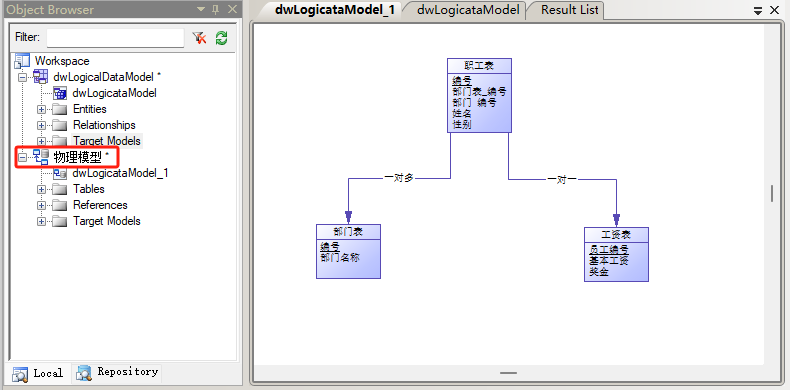 Object Browser
Filter:
Workspace
dwLogicalDataModel *
dwLogicataModel
Entities
Relationships
Target Models
物理模型 *
dwLogicataModel_1
Tables
References
Target Models
Local
Repository
dwLogicataModel_1
dwLogicataModel
Result List
职工表
编号
部门表_编号
部门_编号
姓名
性别
一对多
一对一
部门表
编号
部门名称
工资表
员工编号
基本工资
奖金